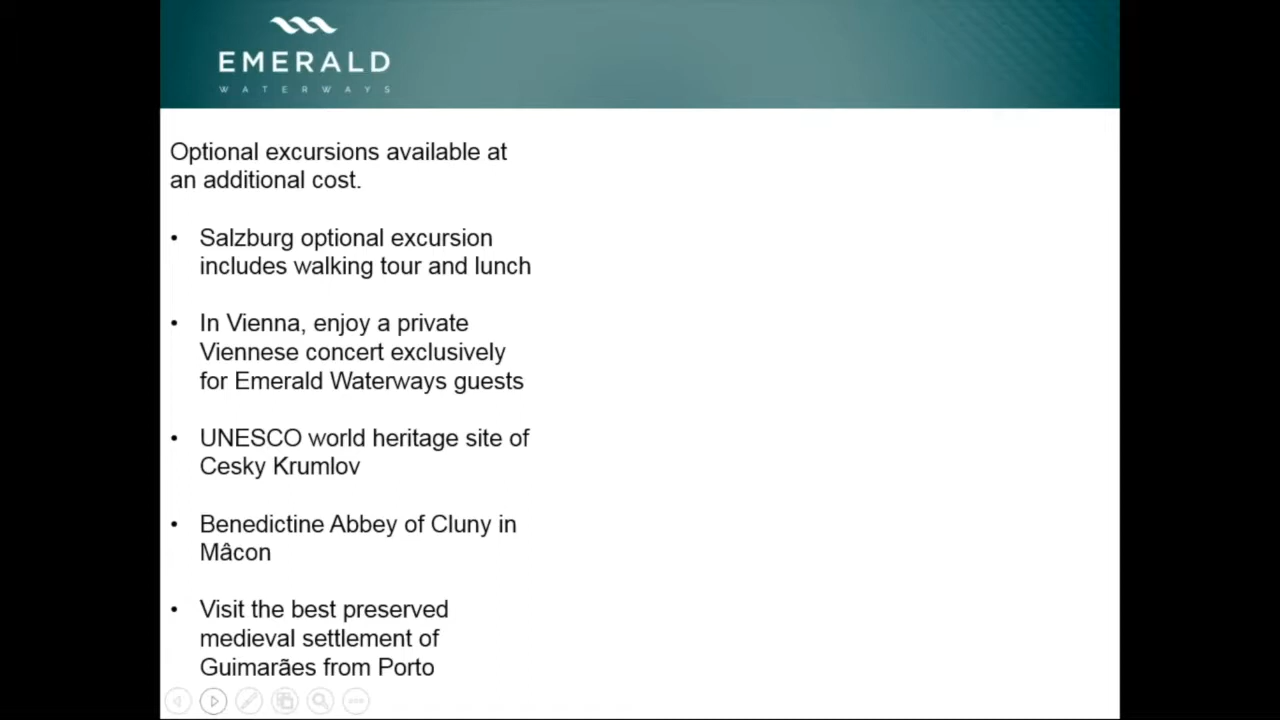 EMERALD
WATERWAYS
Optional excursions available at
an additional cost.
• Salzburg optional excursion
includes walking tour and lunch
• In Vienna, enjoy a private
Viennese concert exclusively
for Emerald Waterways guests
• UNESCO world heritage site of
Cesky Krumlov
• Benedictine Abbey of Cluny in
Mâcon
• Visit the best preserved
medieval settlement of
Guimarães from Porto